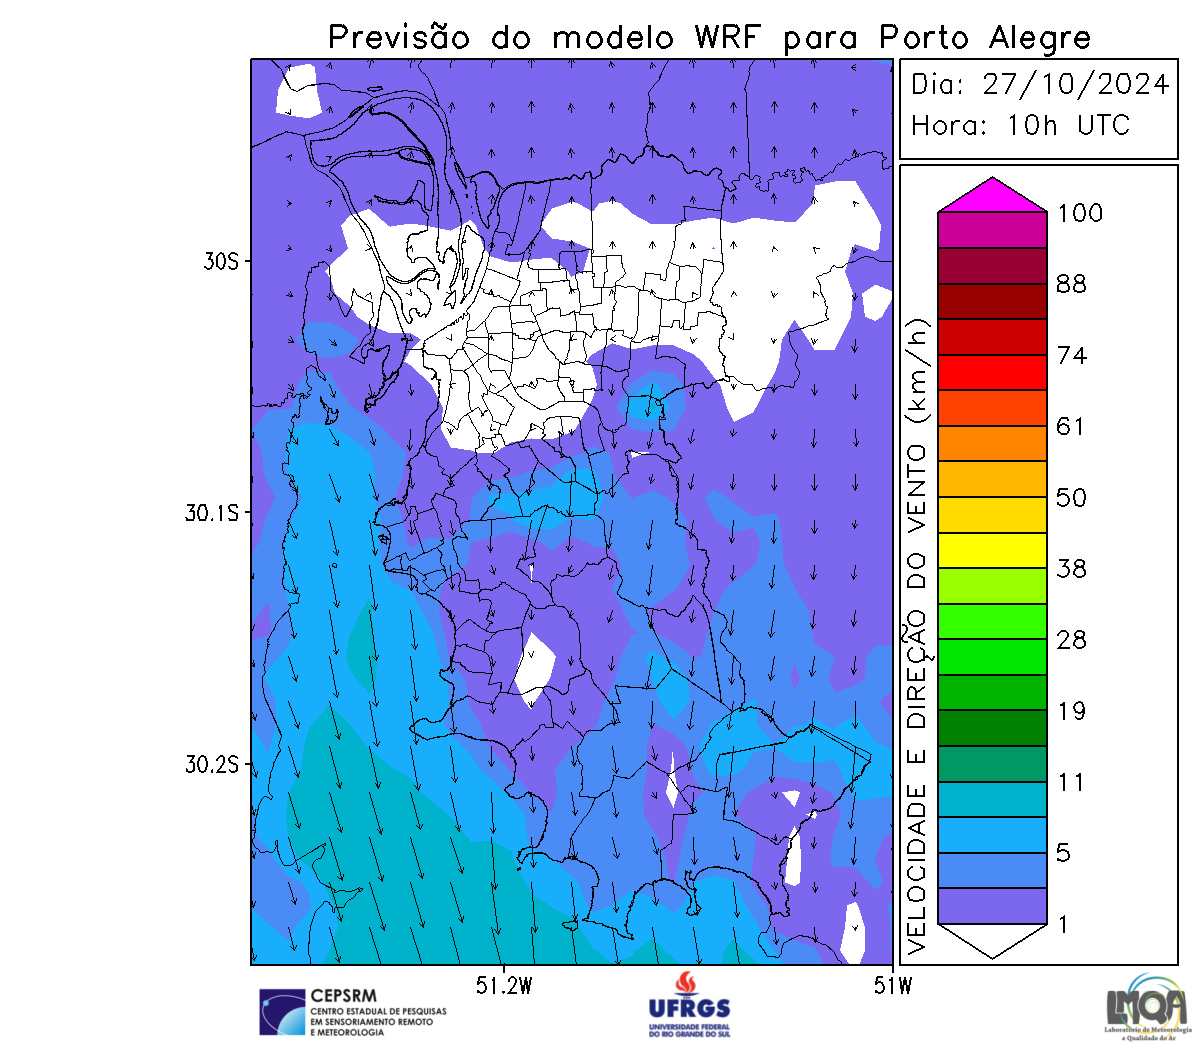 Previsão do modelo WRF para Porto Alegre
Dia: 27/10/2024
Hora: 10h UTC
30S
30.1S
30.2S
51.2W
51W
VELOCIDADE E DIREÇÃO DO VENTO (km/h)
100
88
74
61
50
38
28
19
11
5
1
CEPSRM
CENTRO ESTADUAL DE PESQUISAS
EM SENSORIAMENTO REMOTO
E METEOROLOGIA
UFRGS
UNIVERSIDADE FEDERAL
DO RIO GRANDE DO SUL
LMQA
Laboratório de Meteorologia
e Qualidade do Ar